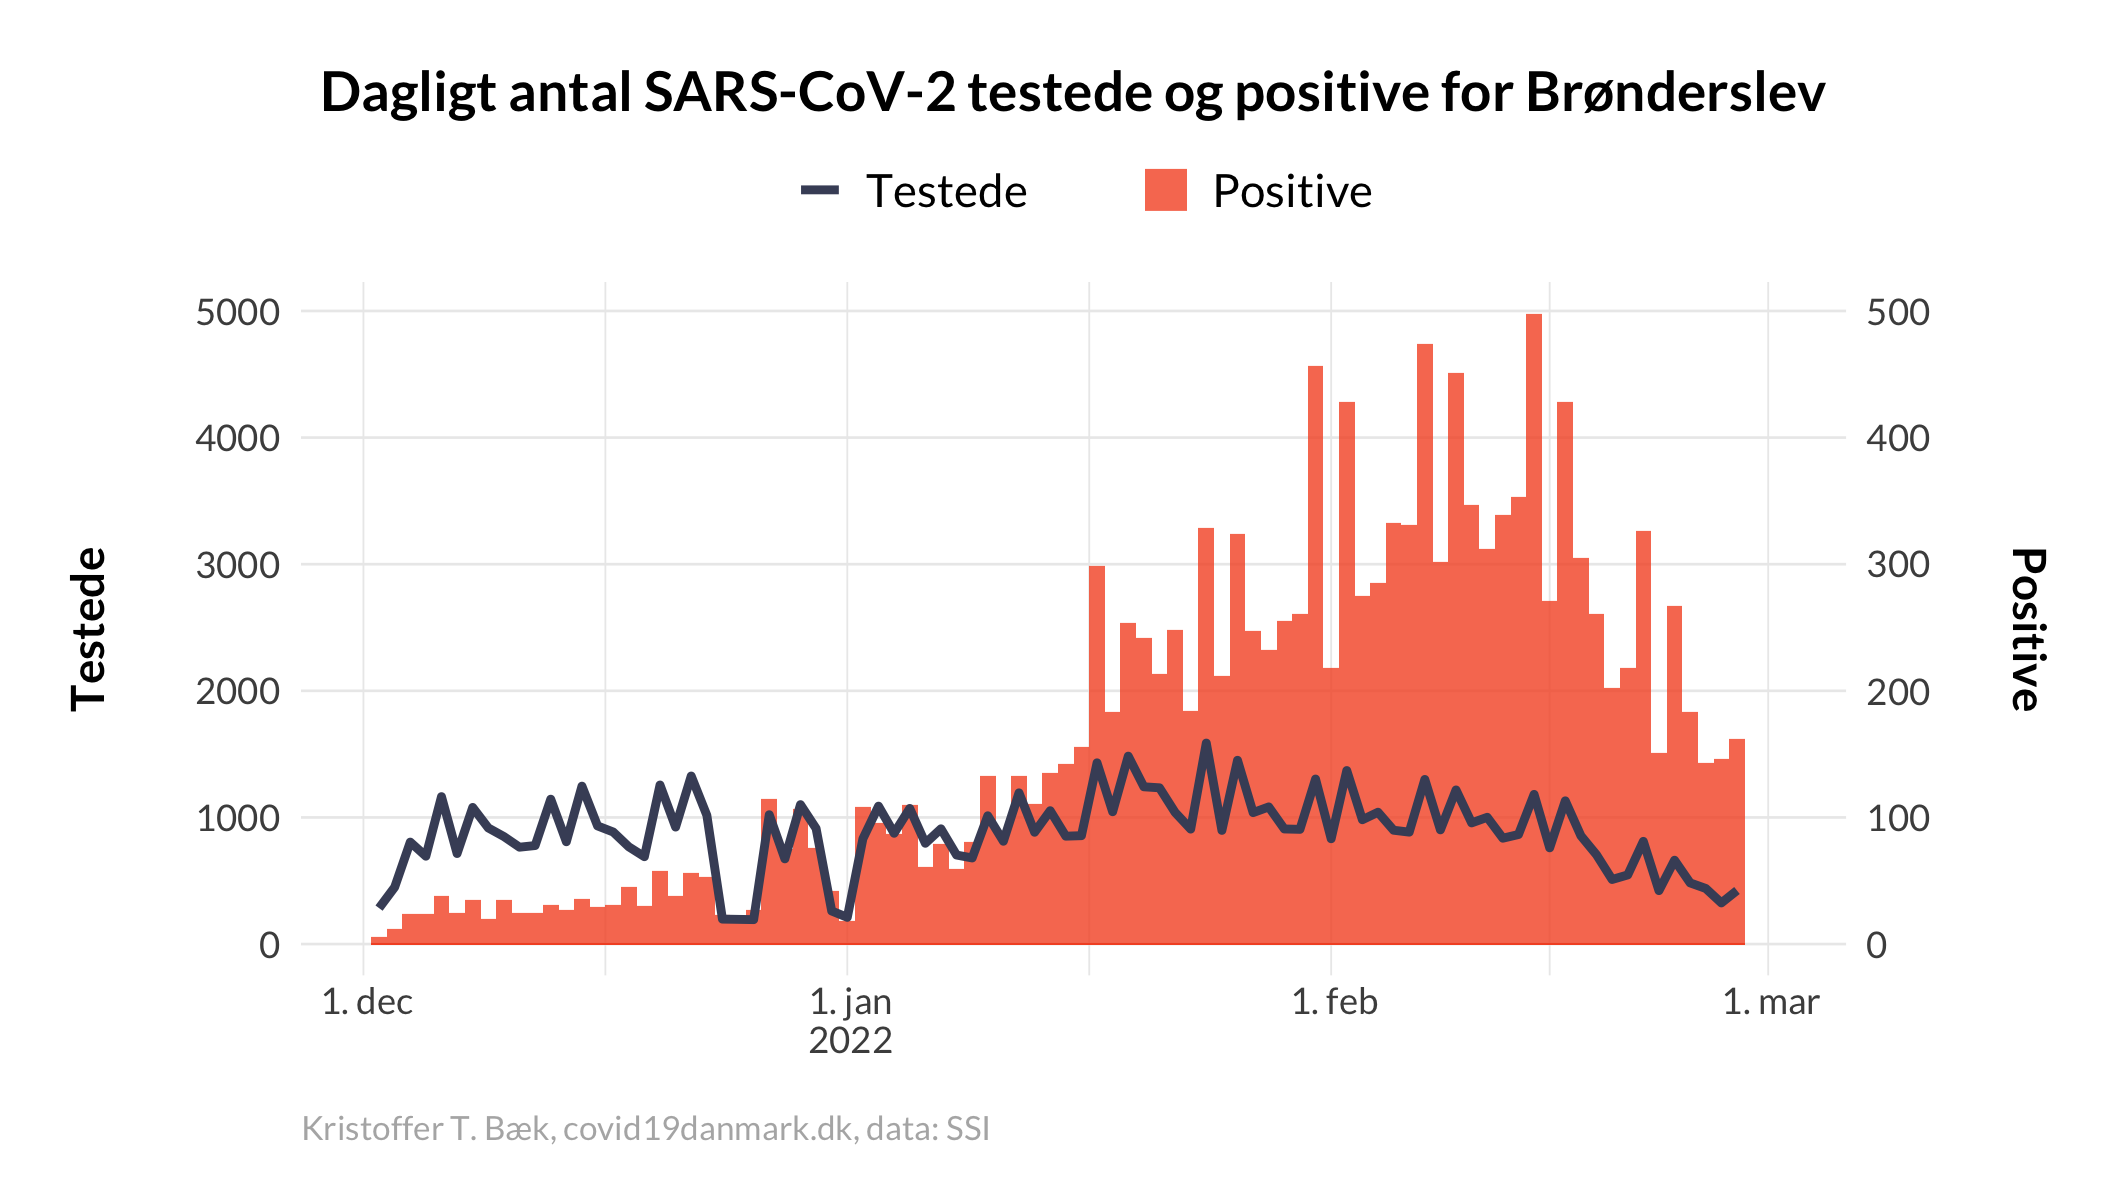 Dagligt antal SARS-CoV-2 testede og positive for Brønderslev
Testede Positive
5000 500
4000 400
3000 300
2000 200
1000 100
0 0
Testede
Positive
1. dec 1. jan 1. feb 1. mar
2022
Kristoffer T. Bæk, covid19danmark.dk, data: SSI